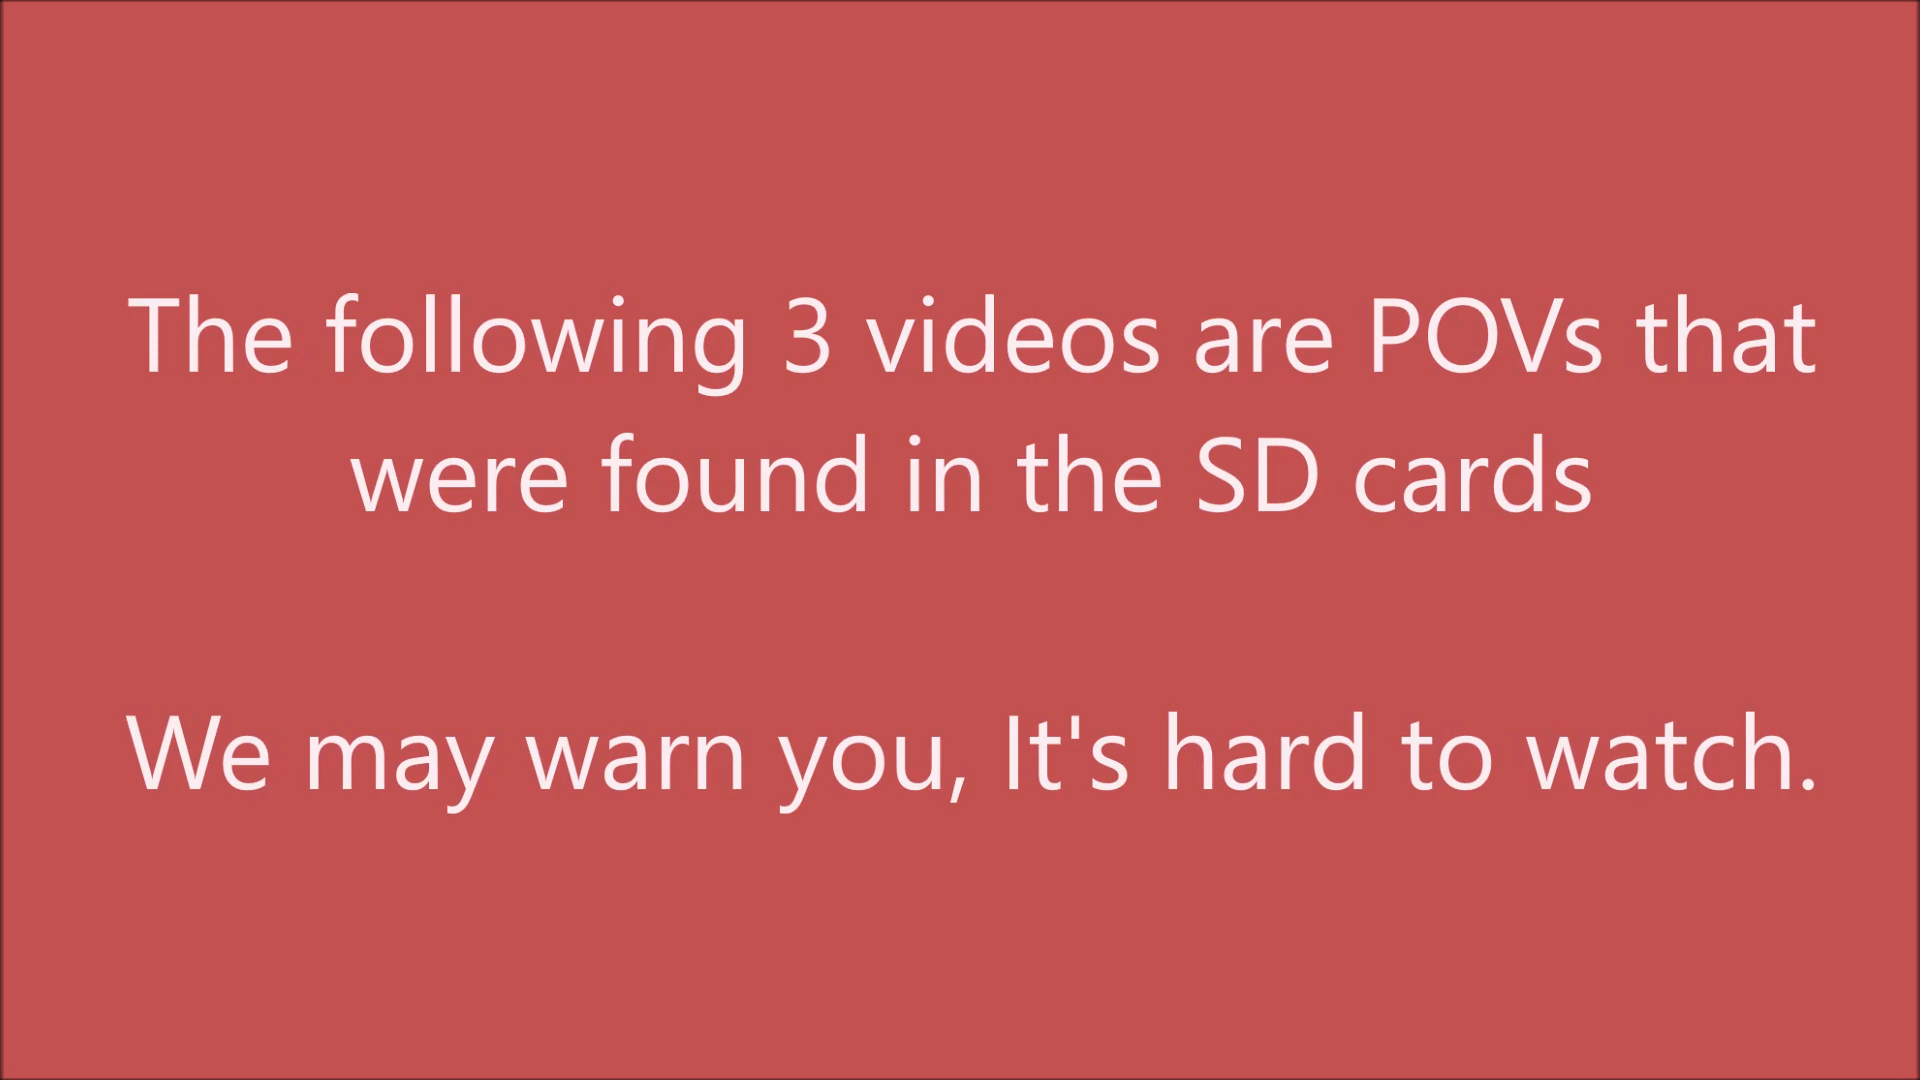 The following 3 videos are POVs that
were found in the SD cards
We may warn you, It's hard to watch.